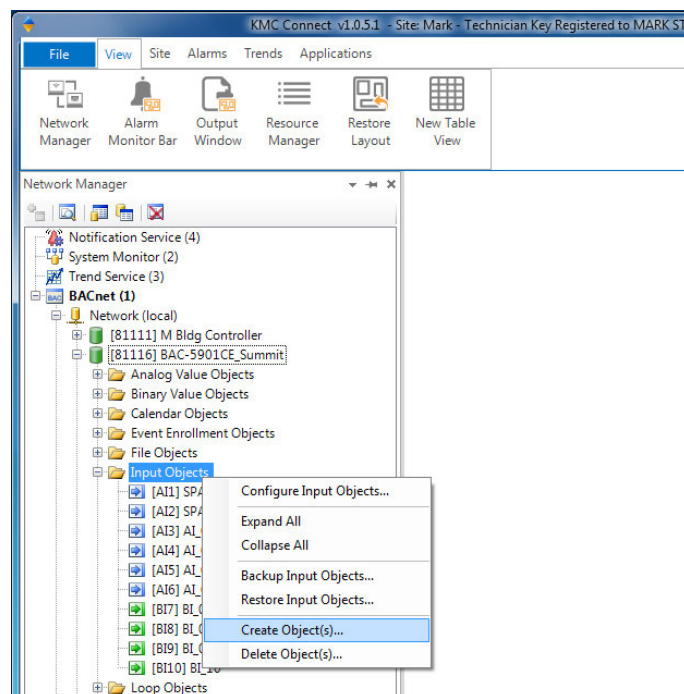 KMC Connect v1.0.5.1 - Site: Mark - Technician Key Registered to MARK ST
File View Site Alarms Trends Applications
Network Manager
Alarm Monitor Bar
Output Window
Resource Manager
Restore Layout
New Table View
Network Manager
Notification Service (4)
System Monitor (2)
Trend Service (3)
BAC BACnet (1)
Network (local)
[81111] M Bldg Controller
[81116] BAC-5901CE_Summit
Analog Value Objects
Binary Value Objects
Calendar Objects
Event Enrollment Objects
File Objects
Input Objects
[AI1] SPA
[AI2] SPA
[AI3] AI_
[AI4] AI_
[AI5] AI_
[AI6] AI_
[BI7] BI_
[BI8] BI_
[BI9] BI_
[BI10] BI_10
Loop Objects
Configure Input Objects...
Expand All
Collapse All
Backup Input Objects...
Restore Input Objects...
Create Object(s)...
Delete Object(s)...